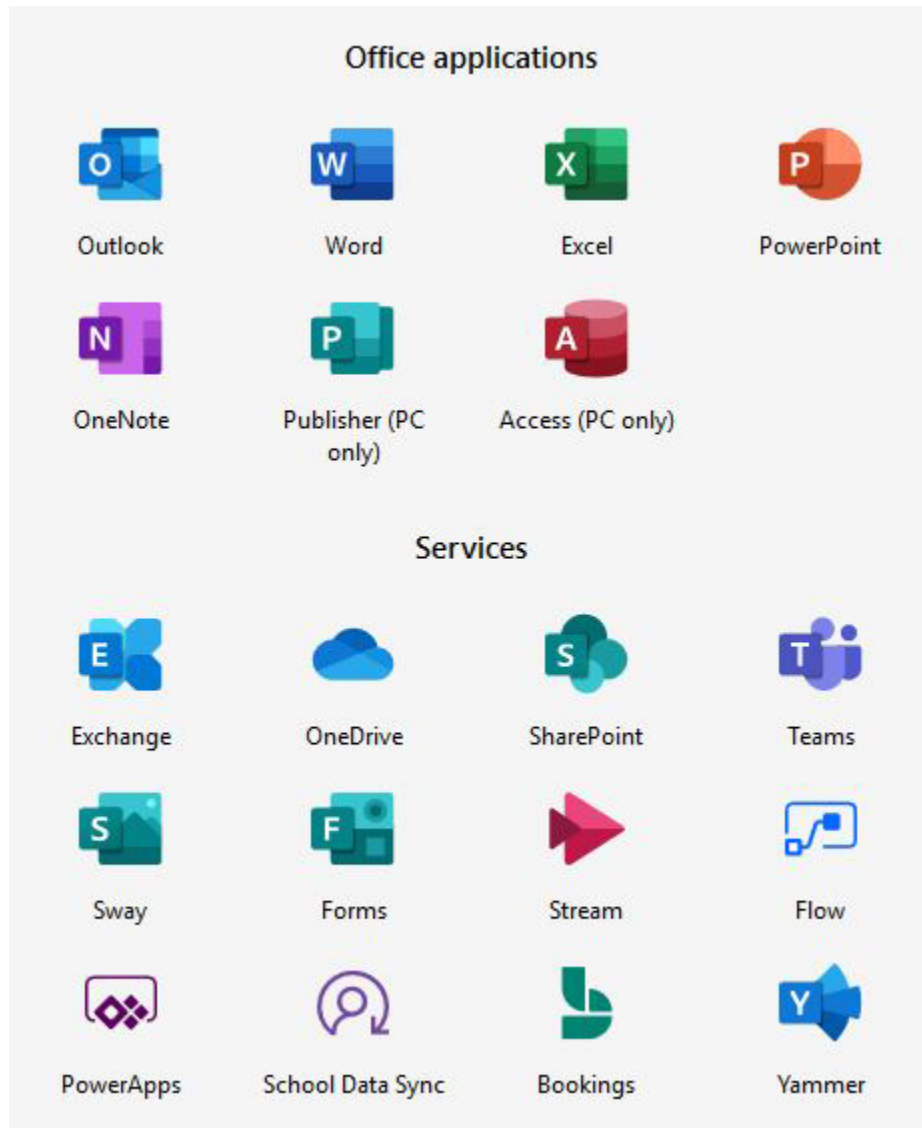 Office applications
O W X P
Outlook Word Excel PowerPoint
N P A
OneNote Publisher (PC only) Access (PC only)
Services
E S T
Exchange OneDrive SharePoint Teams
S F
Sway Forms Stream Flow
Y
PowerApps School Data Sync Bookings Yammer